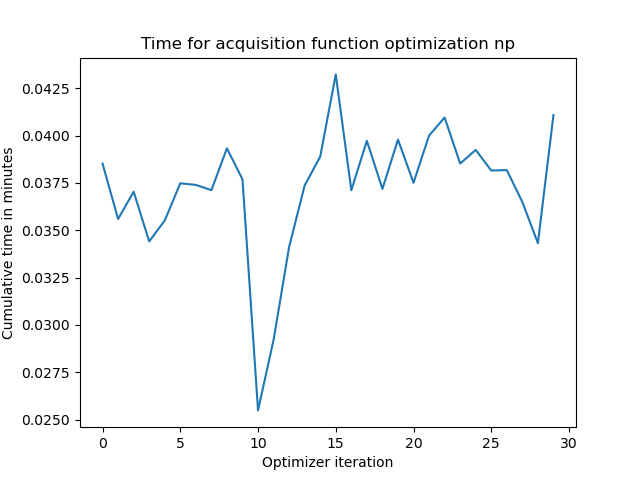 Time for acquisition function optimization np
Cumulative time in minutes
0.0425
0.0400
0.0375
0.0350
0.0325
0.0300
0.0275
0.0250
0 5 10 15 20 25 30
Optimizer iteration